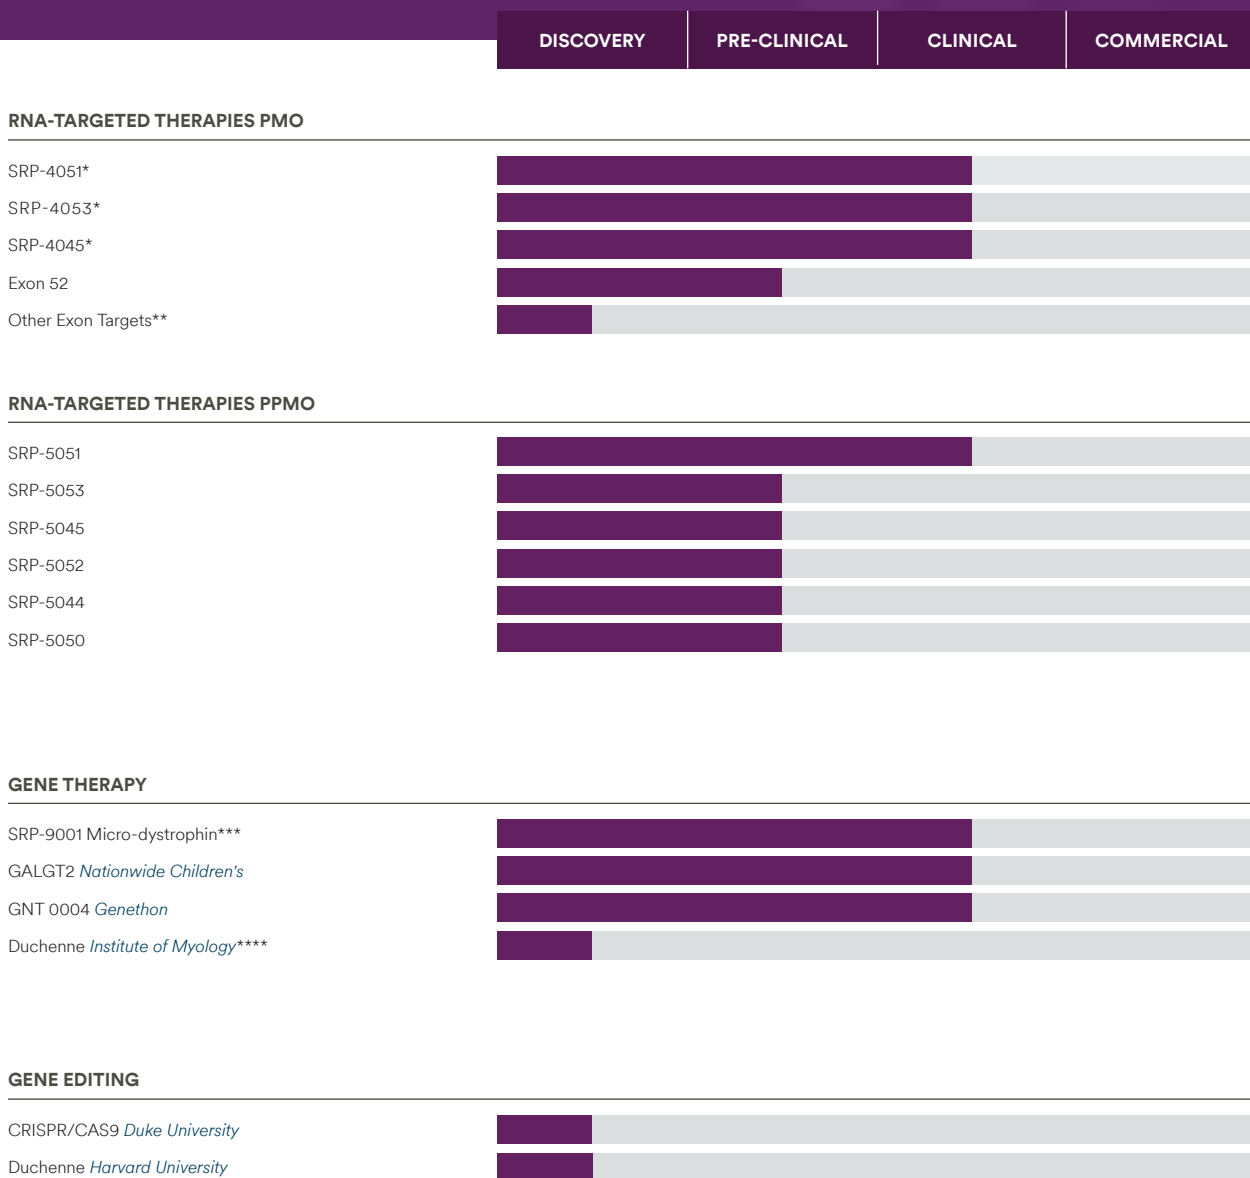 DISCOVERY PRE-CLINICAL CLINICAL COMMERCIAL
RNA-TARGETED THERAPIES PMO
SRP-4051*
SRP-4053*
SRP-4045*
Exon 52
Other Exon Targets**
RNA-TARGETED THERAPIES PPMO
SRP-5051
SRP-5053
SRP-5045
SRP-5052
SRP-5044
SRP-5050
GENE THERAPY
SRP-9001 Micro-dystrophin***
GALGT2 Nationwide Children's
GNT 0004 Genethon
Duchenne Institute of Myology****
GENE EDITING
CRISPR/CAS9 Duke University
Duchenne Harvard University